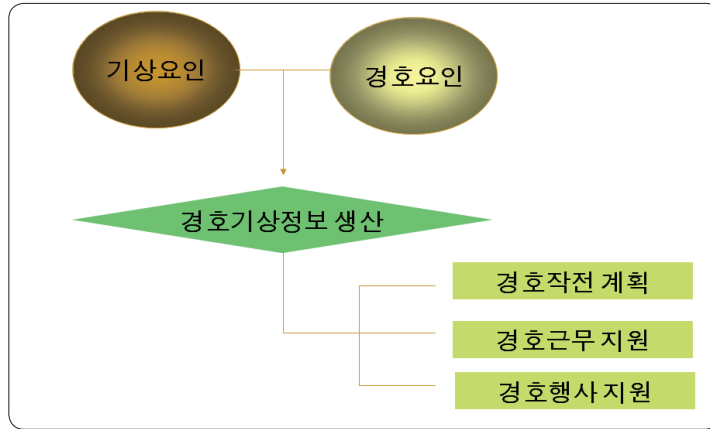 기상요인
경호요인
경호기상정보 생산
경호작전 계획
경호근무 지원
경호행사 지원